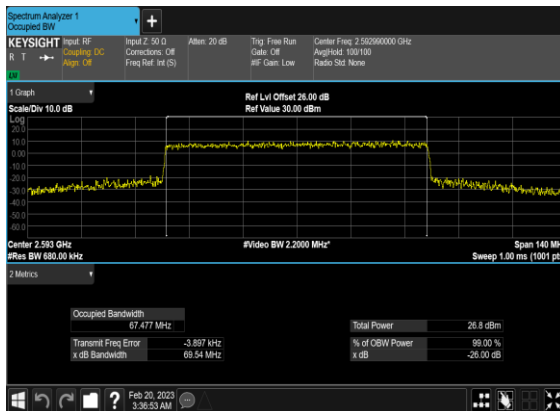 Spectrum Analyzer 1
Occupied BW
+
KEYSIGHT
R T
LXI
Input: RF
Coupling: DC
Align: Off
Input Z: 50 Ω
Corrections: Off
Freq Ref: Int (S)
Atten: 20 dB
Trig: Free Run
Gate: Off
#IF Gain: Low
Center Freq: 2.592990000 GHz
Avg|Hold: 100/100
Radio Std: None
1 Graph
Scale/Div 10.0 dB
Ref Lvl Offset 26.00 dB
Ref Value 30.00 dBm
Log
20.0
10.0
0.00
-10.0
-20.0
-30.0
-40.0
-50.0
-60.0
Center 2.593 GHz
#Res BW 680.00 kHz
#Video BW 2.2000 MHz*
Span 140 MH
Sweep 1.00 ms (1001 pts
2 Metrics
Occupied Bandwidth
67.477 MHz
Transmit Freq Error -3.897 kHz
x dB Bandwidth 69.54 MHz
Total Power 26.8 dBm
% of OBW Power 99.00 %
x dB -26.00 dB
?
Feb 20, 2023
3:36:53 AM